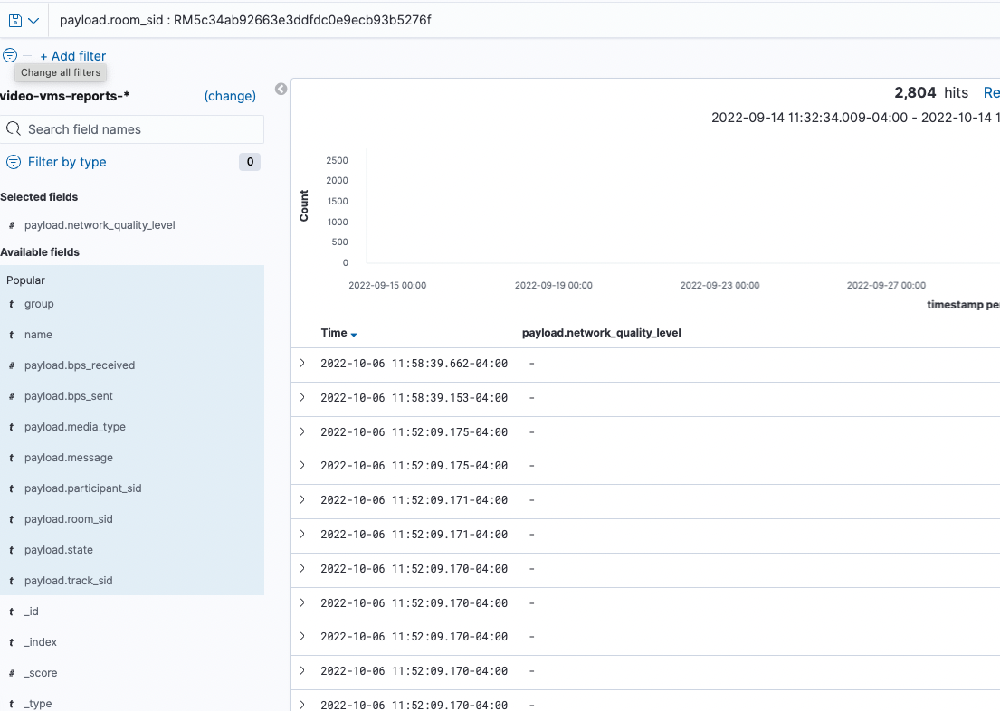 payload.room_sid : RM5c34ab92663e3ddfdc0e9ecb93b5276f
+ Add filter
Change all filters
video-vms-reports-*
(change)
Search field names
Filter by type
0
Selected fields
# payload.network_quality_level
Available fields
Popular
t group
t name
# payload.bps_received
# payload.bps_sent
t payload.media_type
t payload.message
t payload.participant_sid
t payload.room_sid
t payload.state
t payload.track_sid
t _id
t _index
# _score
t _type
2,804 hits
Re
2022-09-14 11:32:34.009-04:00 - 2022-10-14 1
Count
2500
2000
1500
1000
500
0
2022-09-15 00:00
2022-09-19 00:00
2022-09-23 00:00
2022-09-27 00:00
timestamp pe
Time
payload.network_quality_level
2022-10-06 11:58:39.662-04:00 -
2022-10-06 11:58:39.153-04:00 -
2022-10-06 11:52:09.175-04:00 -
2022-10-06 11:52:09.175-04:00 -
2022-10-06 11:52:09.171-04:00 -
2022-10-06 11:52:09.171-04:00 -
2022-10-06 11:52:09.170-04:00 -
2022-10-06 11:52:09.170-04:00 -
2022-10-06 11:52:09.170-04:00 -
2022-10-06 11:52:09.170-04:00 -
2022-10-06 11:52:09.170-04:00 -